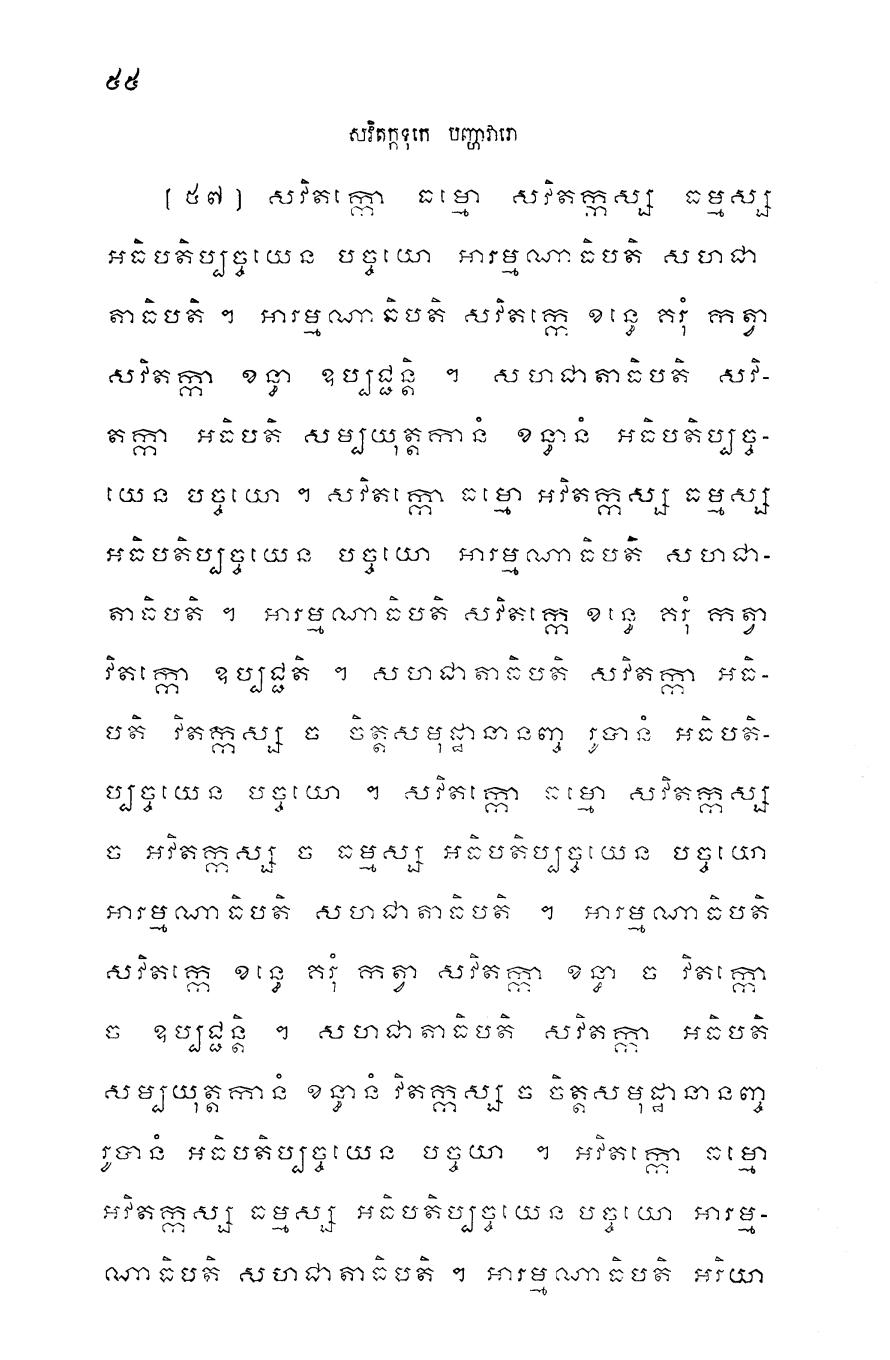 ៥៥
សវិតក្កទុកេ បញ្ហាវារោ
[៥៧] សវិតក្កោ ធម្មោ សវិតក្កស្ស ធម្មស្ស
អធិបតិប្បច្ចយេន បច្ចយោ អារម្មណាធិបតិ សហជា
តាធិបតិ ។ អារម្មណាធិបតិ សវិតក្កេ ខន្ធេ គរុំ កត្វា
សវិតក្កា ខន្ធា ឧប្បជ្ជន្តិ ។ សហជាតាធិបតិ សវិ-
តក្កា អធិបតិ សម្បយុត្តកានំ ខន្ធានំ អធិបតិប្បច្ច-
យេន បច្ចយោ ។ សវិតក្កោ ធម្មោ អវិតក្កស្ស ធម្មស្ស
អធិបតិប្បច្ចយេន បច្ចយោ អារម្មណាធិបតិ សហជា-
តាធិបតិ ។ អារម្មណាធិបតិ សវិតក្កេ ខន្ធេ គរុំ កត្វា
វិតក្កោ ឧប្បជ្ជតិ ។ សហជាតាធិបតិ សវិតក្កា អធិ-
បតិ វិតក្កស្ស ច ចិត្តសមុដ្ឋានានញ្ច រូបានំ អធិបតិ-
ប្បច្ចយេន បច្ចយោ ។ សវិតក្កោ ធម្មោ សវិតក្កស្ស
ច អវិតក្កស្ស ច ធម្មស្ស អធិបតិប្បច្ចយេន បច្ចយោ
អារម្មណាធិបតិ សហជាតាធិបតិ ។ អារម្មណាធិបតិ
សវិតក្កេ ខន្ធេ គរុំ កត្វា សវិតក្កា ខន្ធា ច វិតក្កោ
ច ឧប្បជ្ជន្តិ ។ សហជាតាធិបតិ សវិតក្កា អធិបតិ
សម្បយុត្តកានំ ខន្ធានំ វិតក្កស្ស ច ចិត្តសមុដ្ឋានានញ្ច
រូបានំ អធិបតិប្បច្ចយេន បច្ចយា ។ អវិតក្កោ ធម្មោ
អវិតក្កស្ស ធម្មស្ស អធិបតិប្បច្ចយេន បច្ចយោ អារម្ម-
ណាធិបតិ សហជាតាធិបតិ ។ អារម្មណាធិបតិ អរិយា